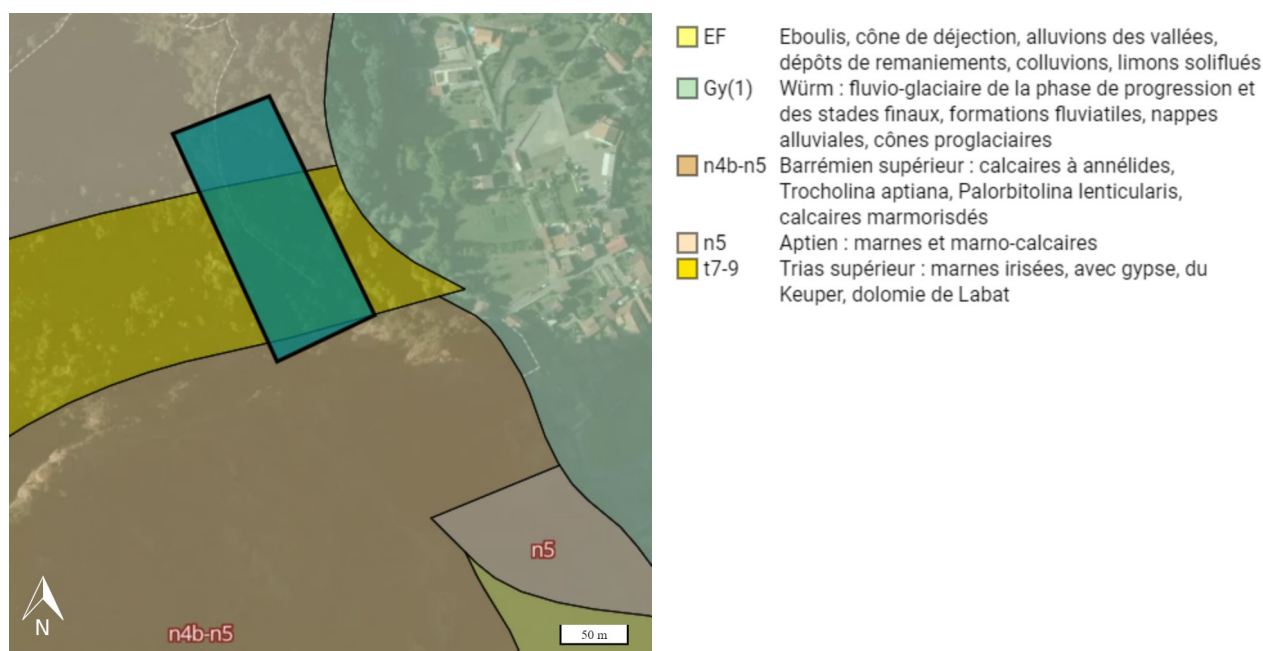 EF Eboulis, cône de déjection, alluvions des vallées,
dépôts de remaniements, colluvions, limons soliflués
Gy(1) Würm : fluvio-glaciaire de la phase de progression et
des stades finaux, formations fluviatiles, nappes
alluviales, cônes proglaciaires
n4b-n5 Barrémien supérieur : calcaires à annélides,
Trocholina aptiana, Palorbitolina lenticularis,
calcaires marmorisdés
n5 Aptien : marnes et marno-calcaires
t7-9 Trias supérieur : marnes irisées, avec gypse, du
Keuper, dolomie de Labat
n5
N
n4b-n5
50 m